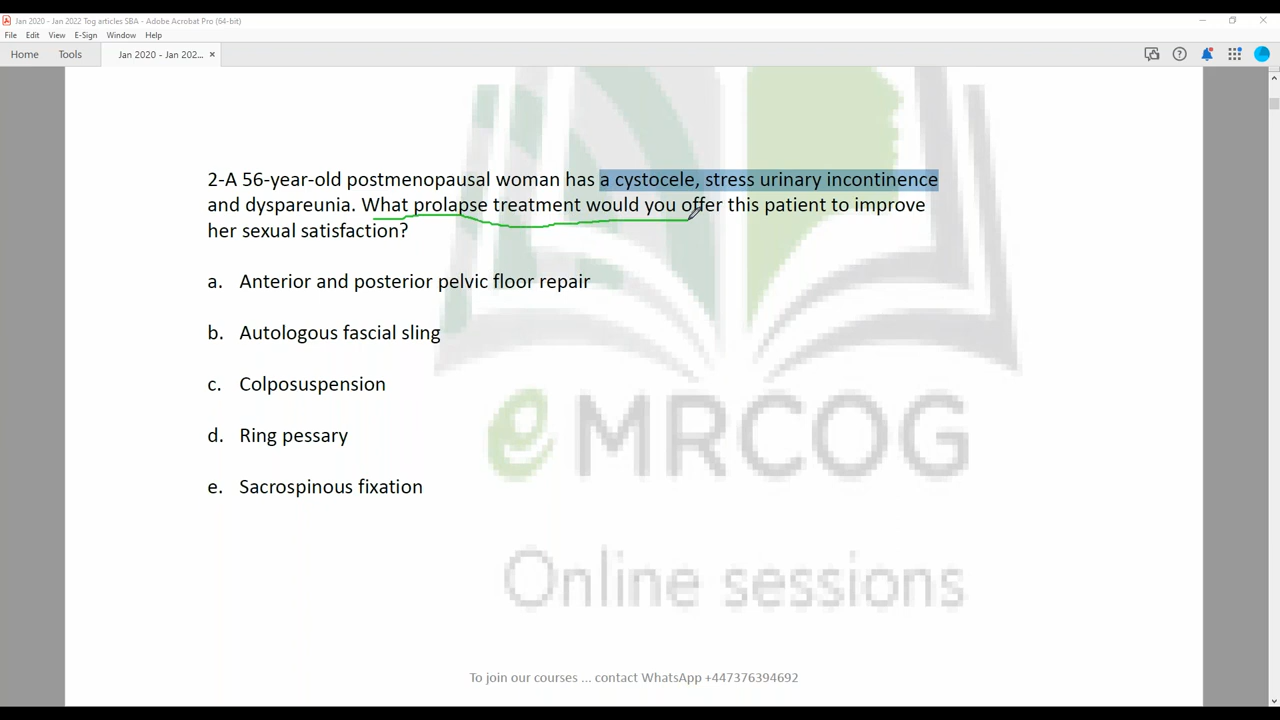 Jan 2020 - Jan 2022 Tog articles SBA - Adobe Acrobat Pro (64-bit)
File Edit View E-Sign Window Help
Home Tools Jan 2020 - Jan 202... ×
2-A 56-year-old postmenopausal woman has a cystocele, stress urinary incontinence
and dyspareunia. What prolapse treatment would you offer this patient to improve
her sexual satisfaction?
a. Anterior and posterior pelvic floor repair
b. Autologous fascial sling
c. Colposuspension
d. Ring pessary
e. Sacrospinous fixation
eMRCOG
Online sessions
To join our courses ... contact WhatsApp +447376394692